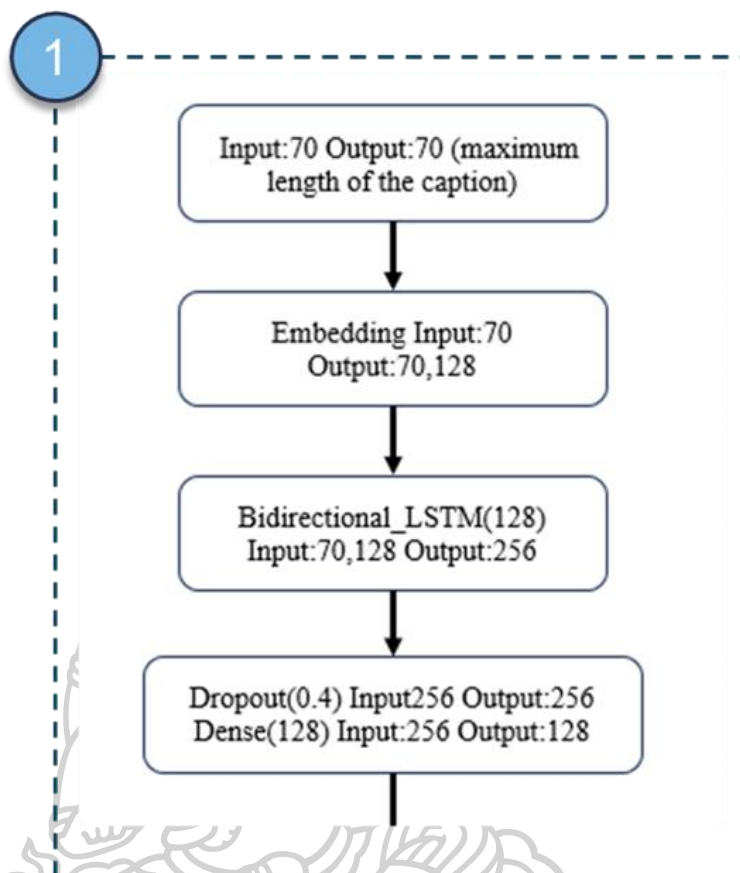 1
Input:70 Output:70 (maximum
length of the caption)
Embedding Input:70
Output:70,128
Bidirectional_LSTM(128)
Input:70,128 Output:256
Dropout(0.4) Input256 Output:256
Dense(128) Input:256 Output:128